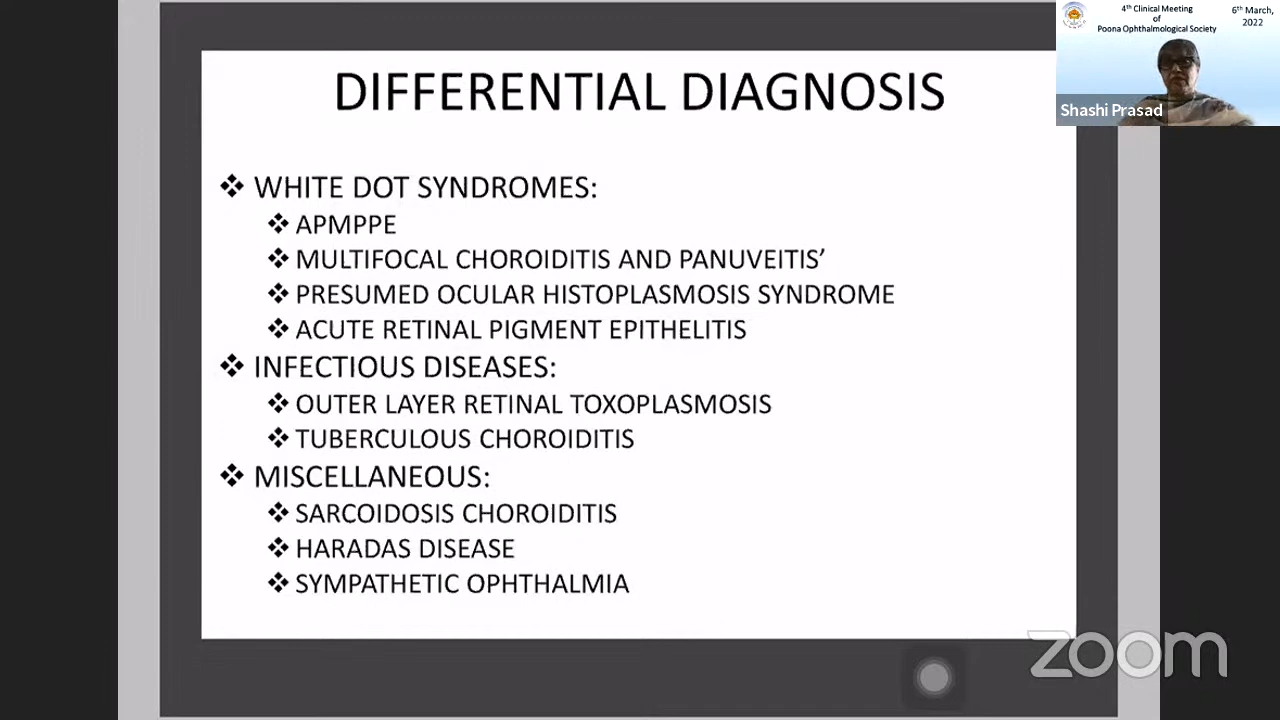 DIFFERENTIAL DIAGNOSIS
WHITE DOT SYNDROMES:
APMPPE
MULTIFOCAL CHOROIDITIS AND PANUVEITIS’
PRESUMED OCULAR HISTOPLASMOSIS SYNDROME
ACUTE RETINAL PIGMENT EPITHELITIS
INFECTIOUS DISEASES:
OUTER LAYER RETINAL TOXOPLASMOSIS
TUBERCULOUS CHOROIDITIS
MISCELLANEOUS:
SARCOIDOSIS CHOROIDITIS
HARADAS DISEASE
SYMPATHETIC OPHTHALMIA
4th Clinical Meeting
of
Poona Ophthalmological Society
6th March,
2022
Shashi Prasad
zoom